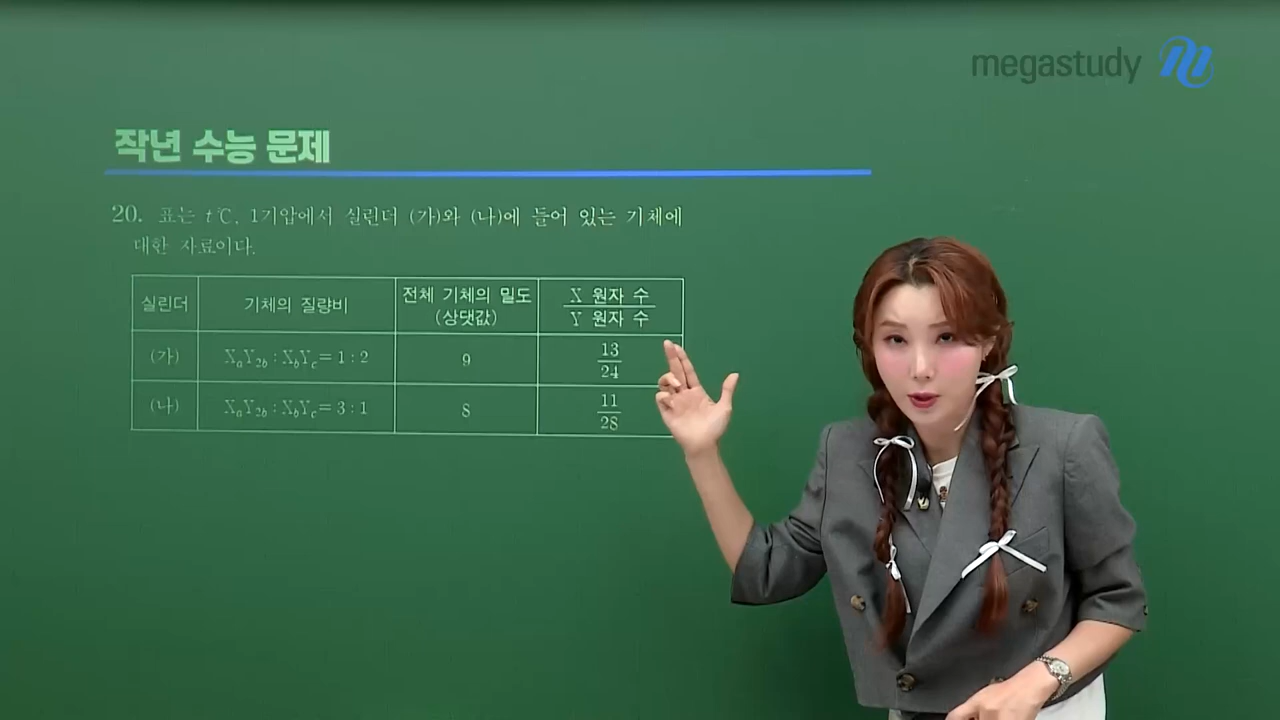 megastudy
작년 수능 문제
20. 표는 t℃, 1기압에서 실린더 (가)와 (나)에 들어 있는 기체에
대한 자료이다.
실린더 기체의 질량비 전체 기체의 밀도 (상댓값) X 원자 수 / Y 원자 수
(가) XₐY₂b : XbYc = 1 : 2 9 13/24
(나) XₐY₂b : XbYc = 3 : 1 8 11/28